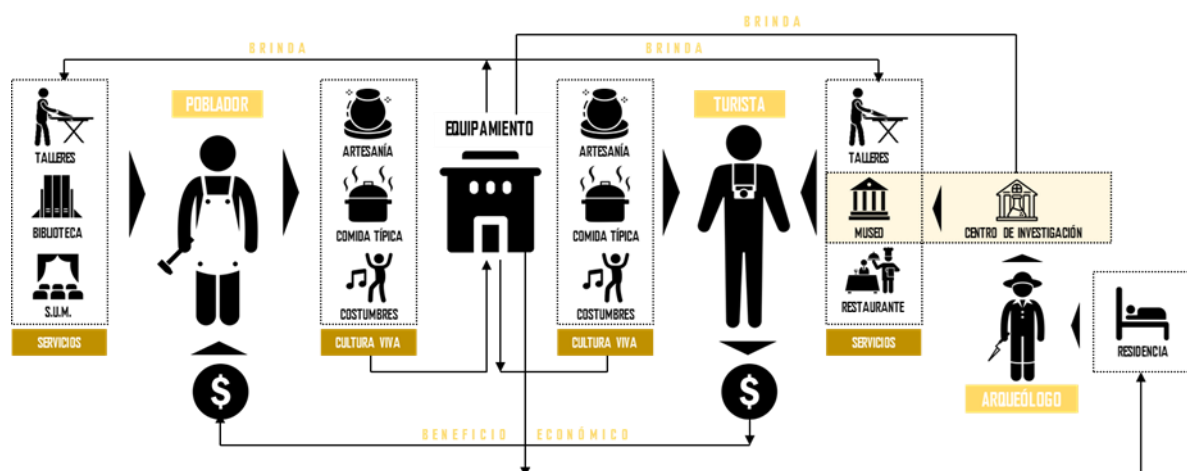 BRINDA
BRINDA
BRINDA
POBLADOR
TURISTA
EQUIPAMIENTO
TALLERES
BIBLIOTECA
S.U.M.
SERVICIOS
ARTESANÍA
COMIDA TÍPICA
COSTUMBRES
CULTURA VIVA
ARTESANÍA
COMIDA TÍPICA
COSTUMBRES
CULTURA VIVA
TALLERES
MUSEO
RESTAURANTE
SERVICIOS
CENTRO DE INVESTIGACIÓN
ARQUEÓLOGO
RESIDENCIA
$
$
BENEFICIO ECONÓMICO